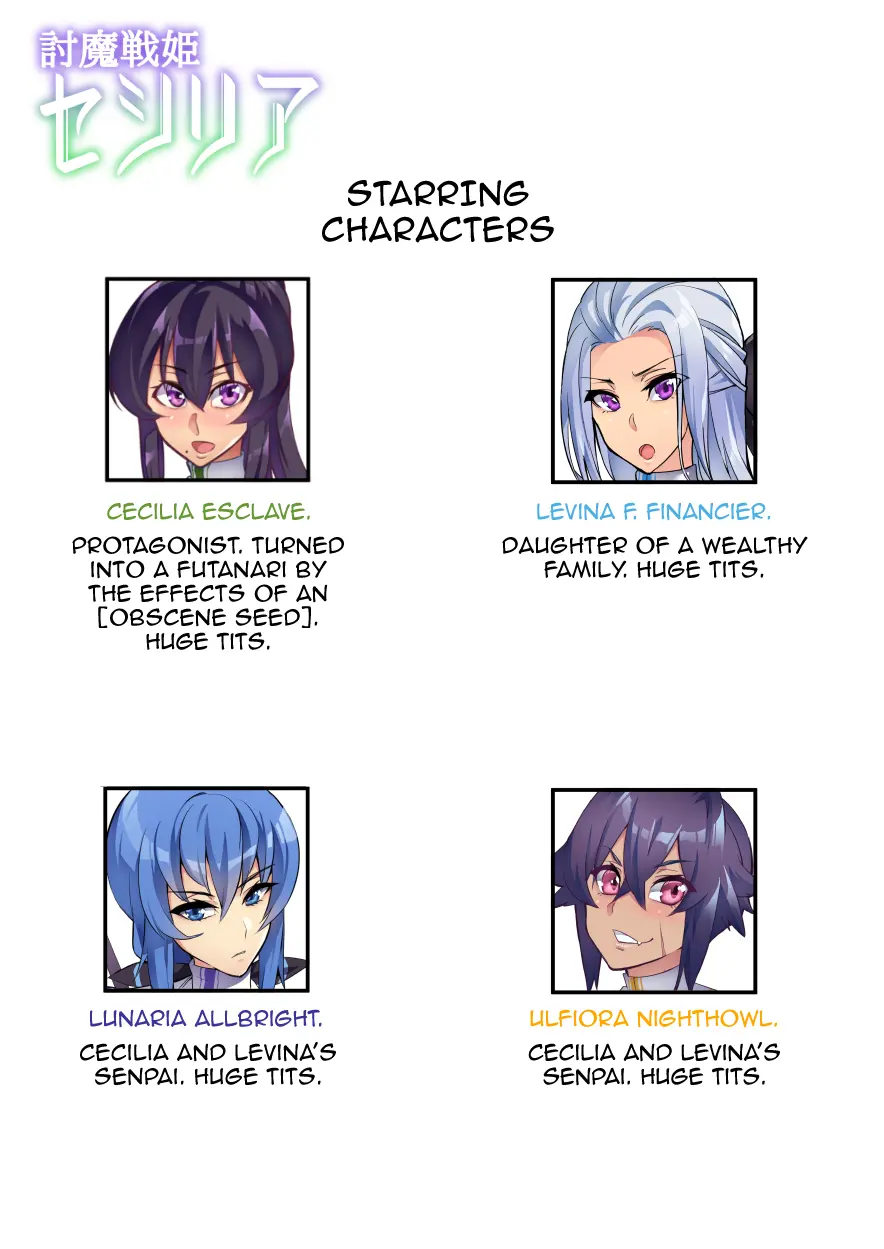 討魔戦姫
セシリア
STARRING
CHARACTERS
CECILIA ESCLAVE.
PROTAGONIST. TURNED
INTO A FUTANARI BY
THE EFFECTS OF AN
[OBSCENE SEED].
HUGE TITS.
LEVINA F. FINANCIER.
DAUGHTER OF A WEALTHY
FAMILY. HUGE TITS.
LUNARIA ALLBRIGHT.
CECILIA AND LEVINA'S
SENPAI. HUGE TITS.
ULFIORA NIGHTHOWL.
CECILIA AND LEVINA'S
SENPAI. HUGE TITS.